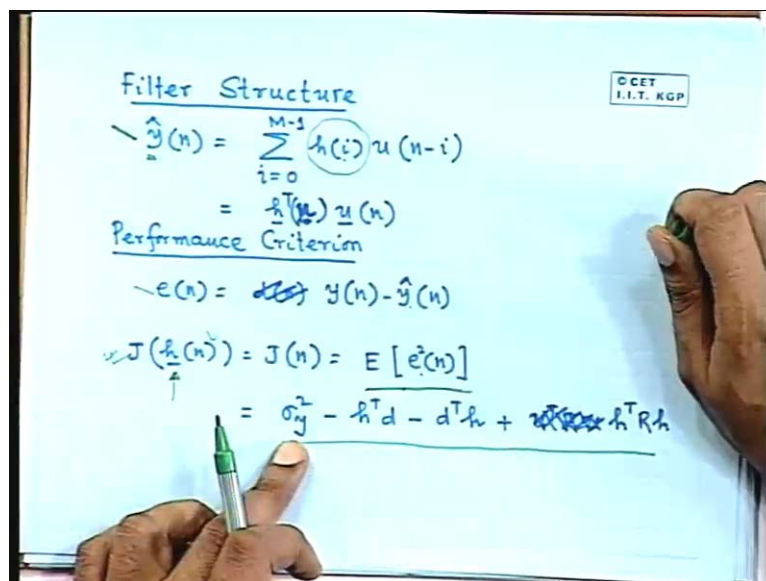 Filter Structure
© CET
I.I.T. KGP
ŷ(n) = Σ_{i=0}^{M-1} h(i) u(n-i)
= h^T(n) u(n)
Performance Criterion
e(n) = y(n) - ŷ(n)
J(h(n)) = J(n) = E [e²(n)]
= σ_y² - h^T d - d^T h + h^T R h